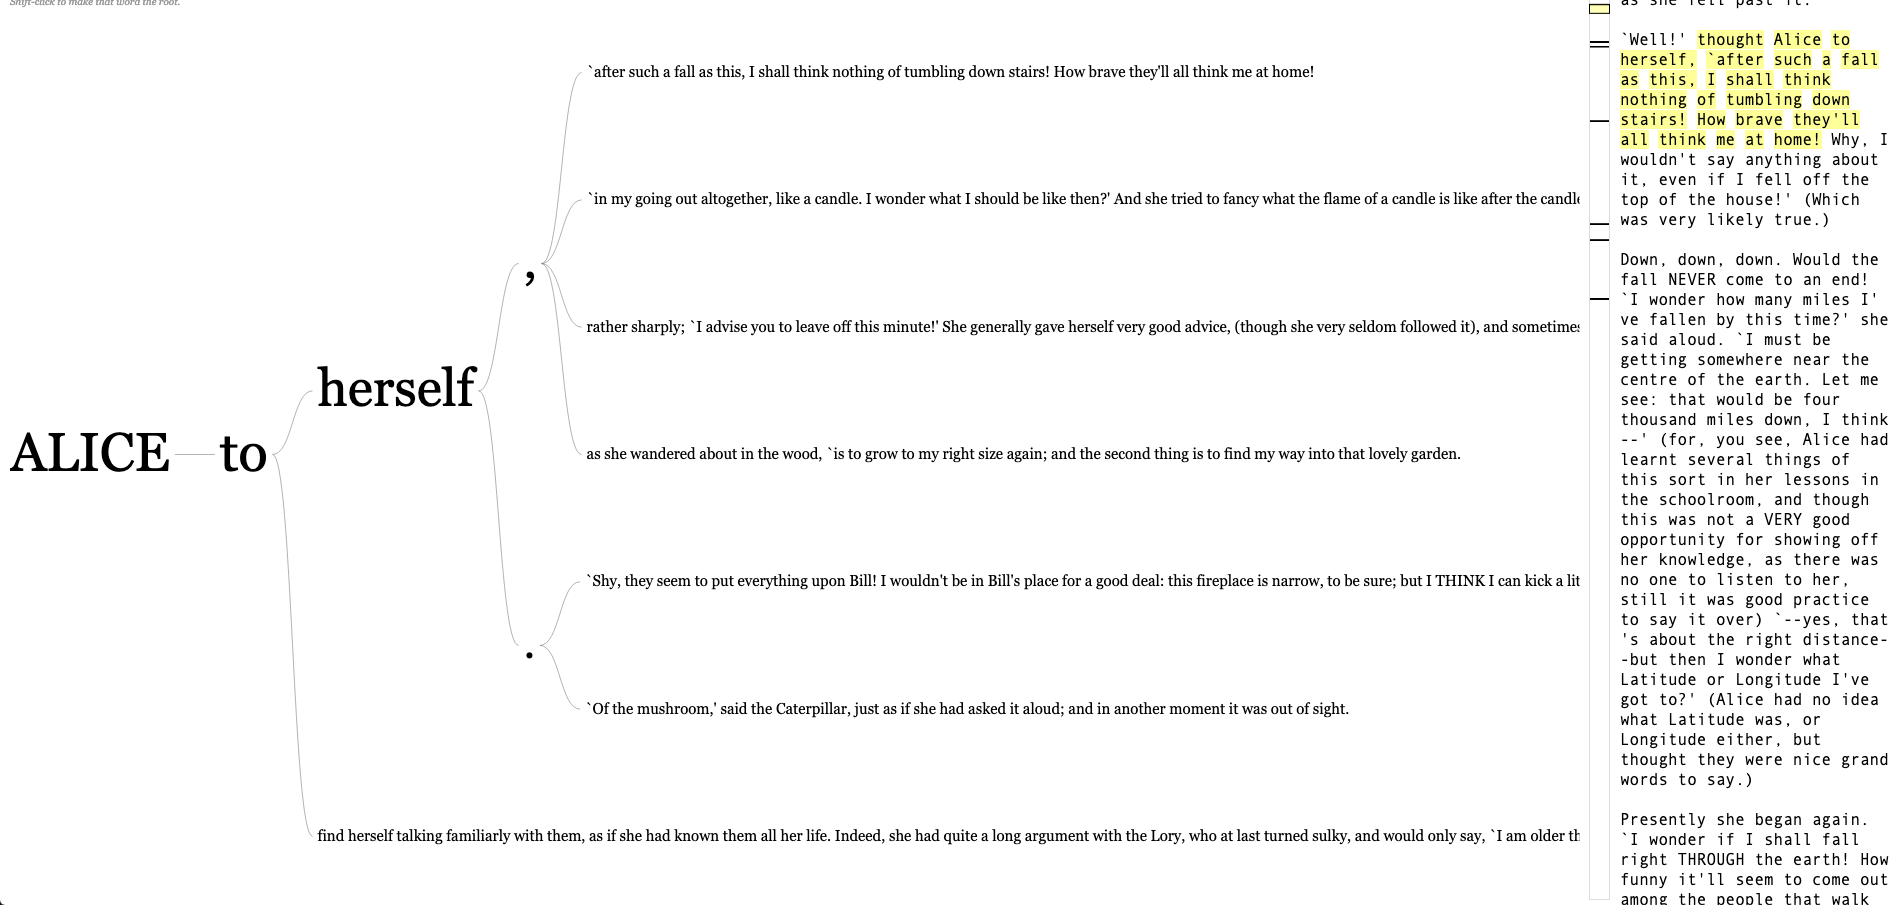 Shift-click to make that word the root.
`after such a fall as this, I shall think nothing of tumbling down stairs! How brave they'll all think me at home!
`in my going out altogether, like a candle. I wonder what I should be like then?' And she tried to fancy what the flame of a candle is like after the candle
,
rather sharply; `I advise you to leave off this minute!' She generally gave herself very good advice, (though she very seldom followed it), and sometimes
herself
ALICE to
as she wandered about in the wood, `is to grow to my right size again; and the second thing is to find my way into that lovely garden.
`Shy, they seem to put everything upon Bill! I wouldn't be in Bill's place for a good deal: this fireplace is narrow, to be sure; but I THINK I can kick a lit
.
`Of the mushroom,' said the Caterpillar, just as if she had asked it aloud; and in another moment it was out of sight.
find herself talking familiarly with them, as if she had known them all her life. Indeed, she had quite a long argument with the Lory, who at last turned sulky, and would only say, `I am older th
as she fell past it.
`Well!' thought Alice to
herself, `after such a fall
as this, I shall think
nothing of tumbling down
stairs! How brave they'll
all think me at home! Why, I
wouldn't say anything about
it, even if I fell off the
top of the house!' (Which
was very likely true.)
Down, down, down. Would the
fall NEVER come to an end!
`I wonder how many miles I'
ve fallen by this time?' she
said aloud. `I must be
getting somewhere near the
centre of the earth. Let me
see: that would be four
thousand miles down, I think
--' (for, you see, Alice had
learnt several things of
this sort in her lessons in
the schoolroom, and though
this was not a VERY good
opportunity for showing off
her knowledge, as there was
no one to listen to her,
still it was good practice
to say it over) `--yes, that
's about the right distance-
-but then I wonder what
Latitude or Longitude I've
got to?' (Alice had no idea
what Latitude was, or
Longitude either, but
thought they were nice grand
words to say.)
Presently she began again.
`I wonder if I shall fall
right THROUGH the earth! How
funny it'll seem to come out
among the people that walk